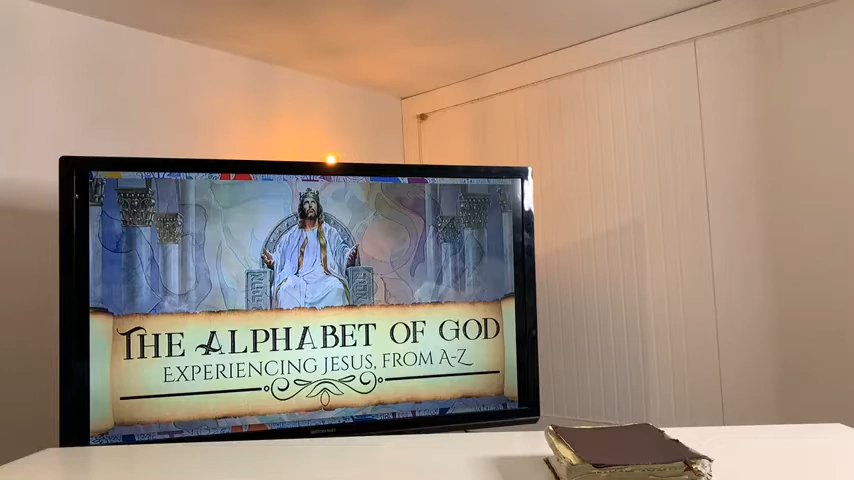 THE ALPHABET OF GOD
EXPERIENCING JESUS, FROM A-Z